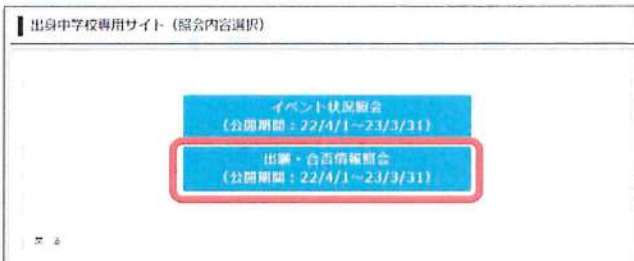 出身中学校専用サイト（照会内容選択）
イベント状況照会
（公開期間：22/4/1～23/3/31）
出願・合否情報照会
（公開期間：22/4/1～23/3/31）
戻る